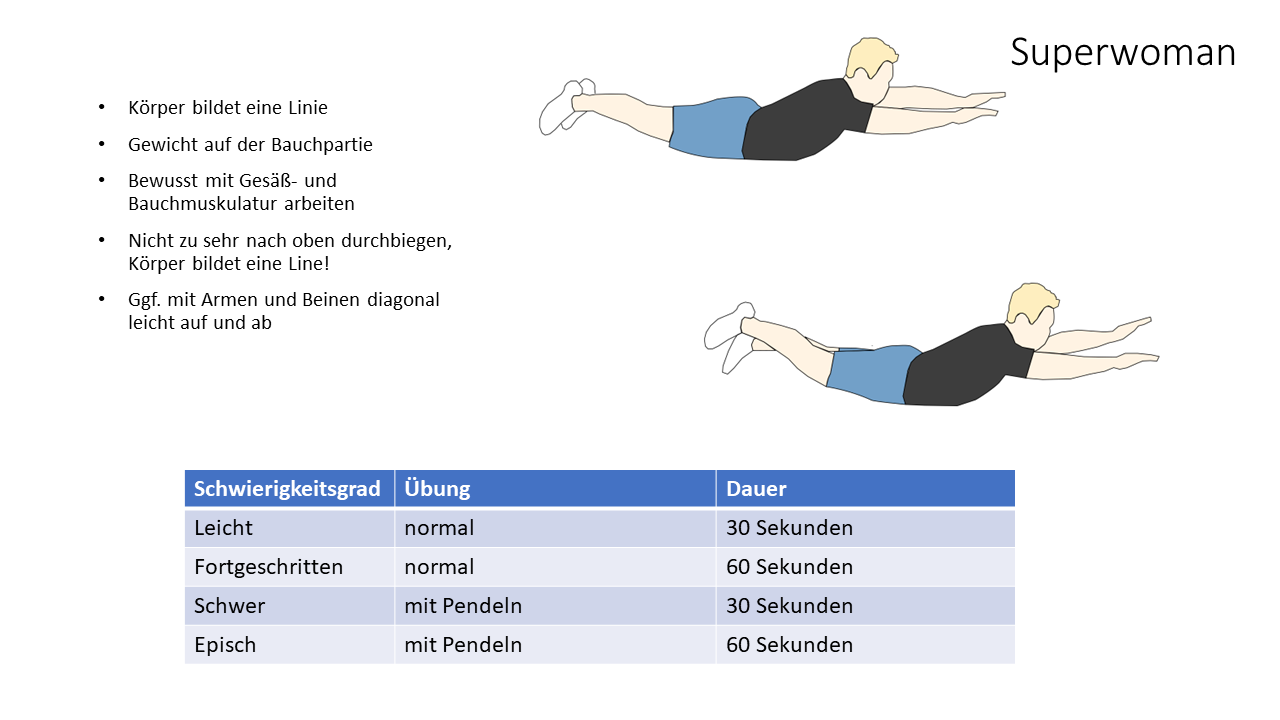 Superwoman
• Körper bildet eine Linie
• Gewicht auf der Bauchpartie
• Bewusst mit Gesäß- und
Bauchmuskulatur arbeiten
• Nicht zu sehr nach oben durchbiegen,
Körper bildet eine Line!
• Ggf. mit Armen und Beinen diagonal
leicht auf und ab
Schwierigkeitsgrad Übung Dauer
Leicht normal 30 Sekunden
Fortgeschritten normal 60 Sekunden
Schwer mit Pendeln 30 Sekunden
Episch mit Pendeln 60 Sekunden